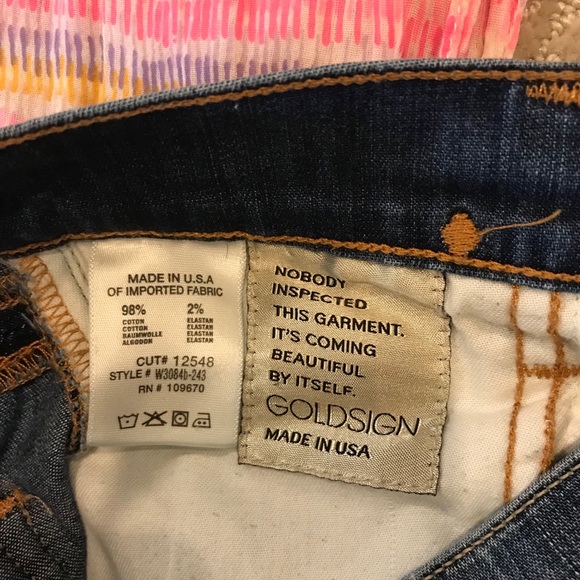 MADE IN U.S.A
OF IMPORTED FABRIC
98% 2%
COTTON ELASTAN
COTTON ELASTAN
BAUMWOLLE ELASTAN
ALGODON ELASTAN
CUT# 12548
STYLE # W3084b-243
RN # 109670
NOBODY
INSPECTED
THIS GARMENT.
IT'S COMING
BEAUTIFUL
BY ITSELF.
GOLDSIGN
MADE IN USA